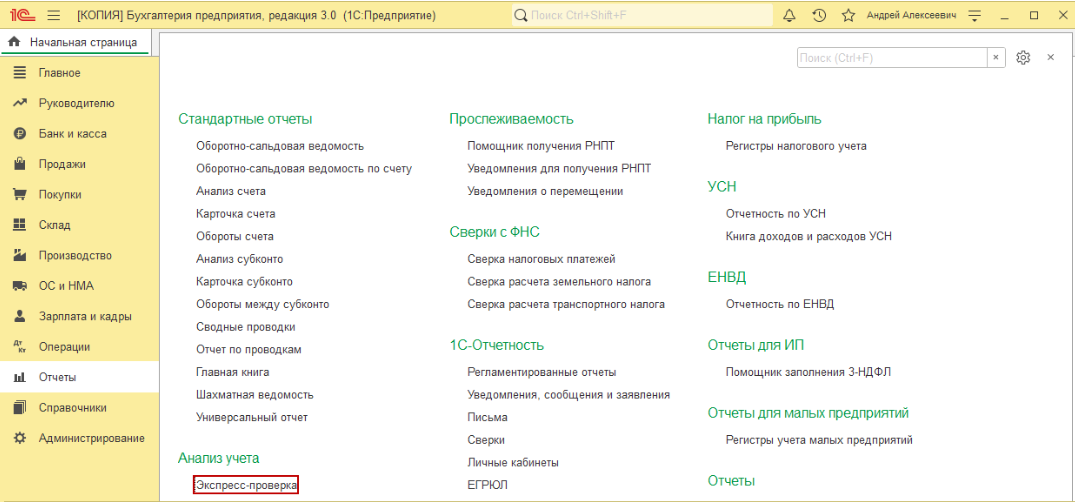 1С [КОПИЯ] Бухгалтерия предприятия, редакция 3.0 (1С:Предприятие) Поиск Ctrl+Shift+F Андрей Алексеевич
Начальная страница
Поиск (Ctrl+F)
Главное
Руководителю
Банк и касса
Продажи
Покупки
Склад
Производство
ОС и НМА
Зарплата и кадры
Дт Кт Операции
Отчеты
Справочники
Администрирование
Стандартные отчеты
Оборотно-сальдовая ведомость
Оборотно-сальдовая ведомость по счету
Анализ счета
Карточка счета
Обороты счета
Анализ субконто
Карточка субконто
Обороты между субконто
Сводные проводки
Отчет по проводкам
Главная книга
Шахматная ведомость
Универсальный отчет
Анализ учета
Экспресс-проверка
Прослеживаемость
Помощник получения РНПТ
Уведомления для получения РНПТ
Уведомления о перемещении
Сверки с ФНС
Сверка налоговых платежей
Сверка расчета земельного налога
Сверка расчета транспортного налога
1С-Отчетность
Регламентированные отчеты
Уведомления, сообщения и заявления
Письма
Сверки
Личные кабинеты
ЕГРЮЛ
Налог на прибыль
Регистры налогового учета
УСН
Отчетность по УСН
Книга доходов и расходов УСН
ЕНВД
Отчетность по ЕНВД
Отчеты для ИП
Помощник заполнения 3-НДФЛ
Отчеты для малых предприятий
Регистры учета малых предприятий
Отчеты